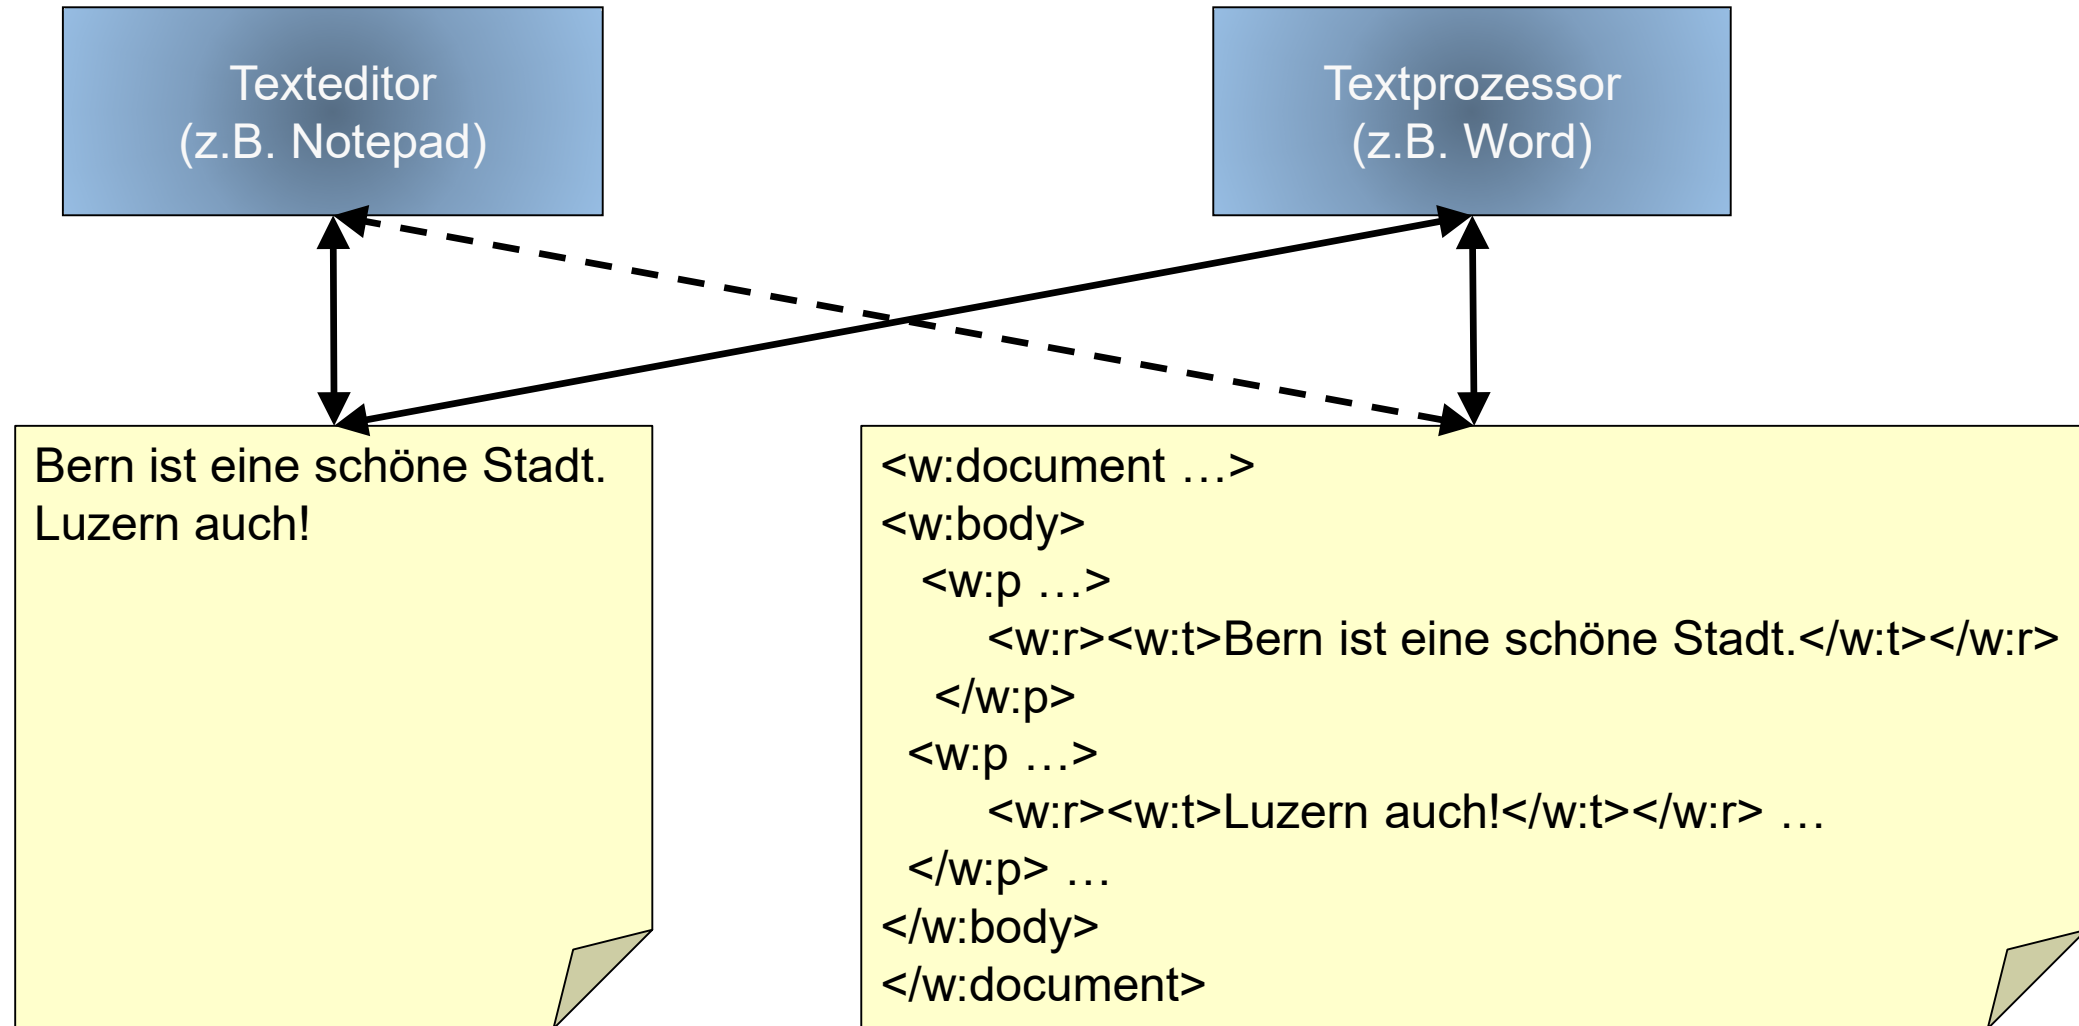 Texteditor
(z.B. Notepad)
Textprozessor
(z.B. Word)
Bern ist eine schöne Stadt.
Luzern auch!
<w:document …>
<w:body>
<w:p …>
<w:r><w:t>Bern ist eine schöne Stadt.</w:t></w:r>
</w:p>
<w:p …>
<w:r><w:t>Luzern auch!</w:t></w:r> …
</w:p> …
</w:body>
</w:document>